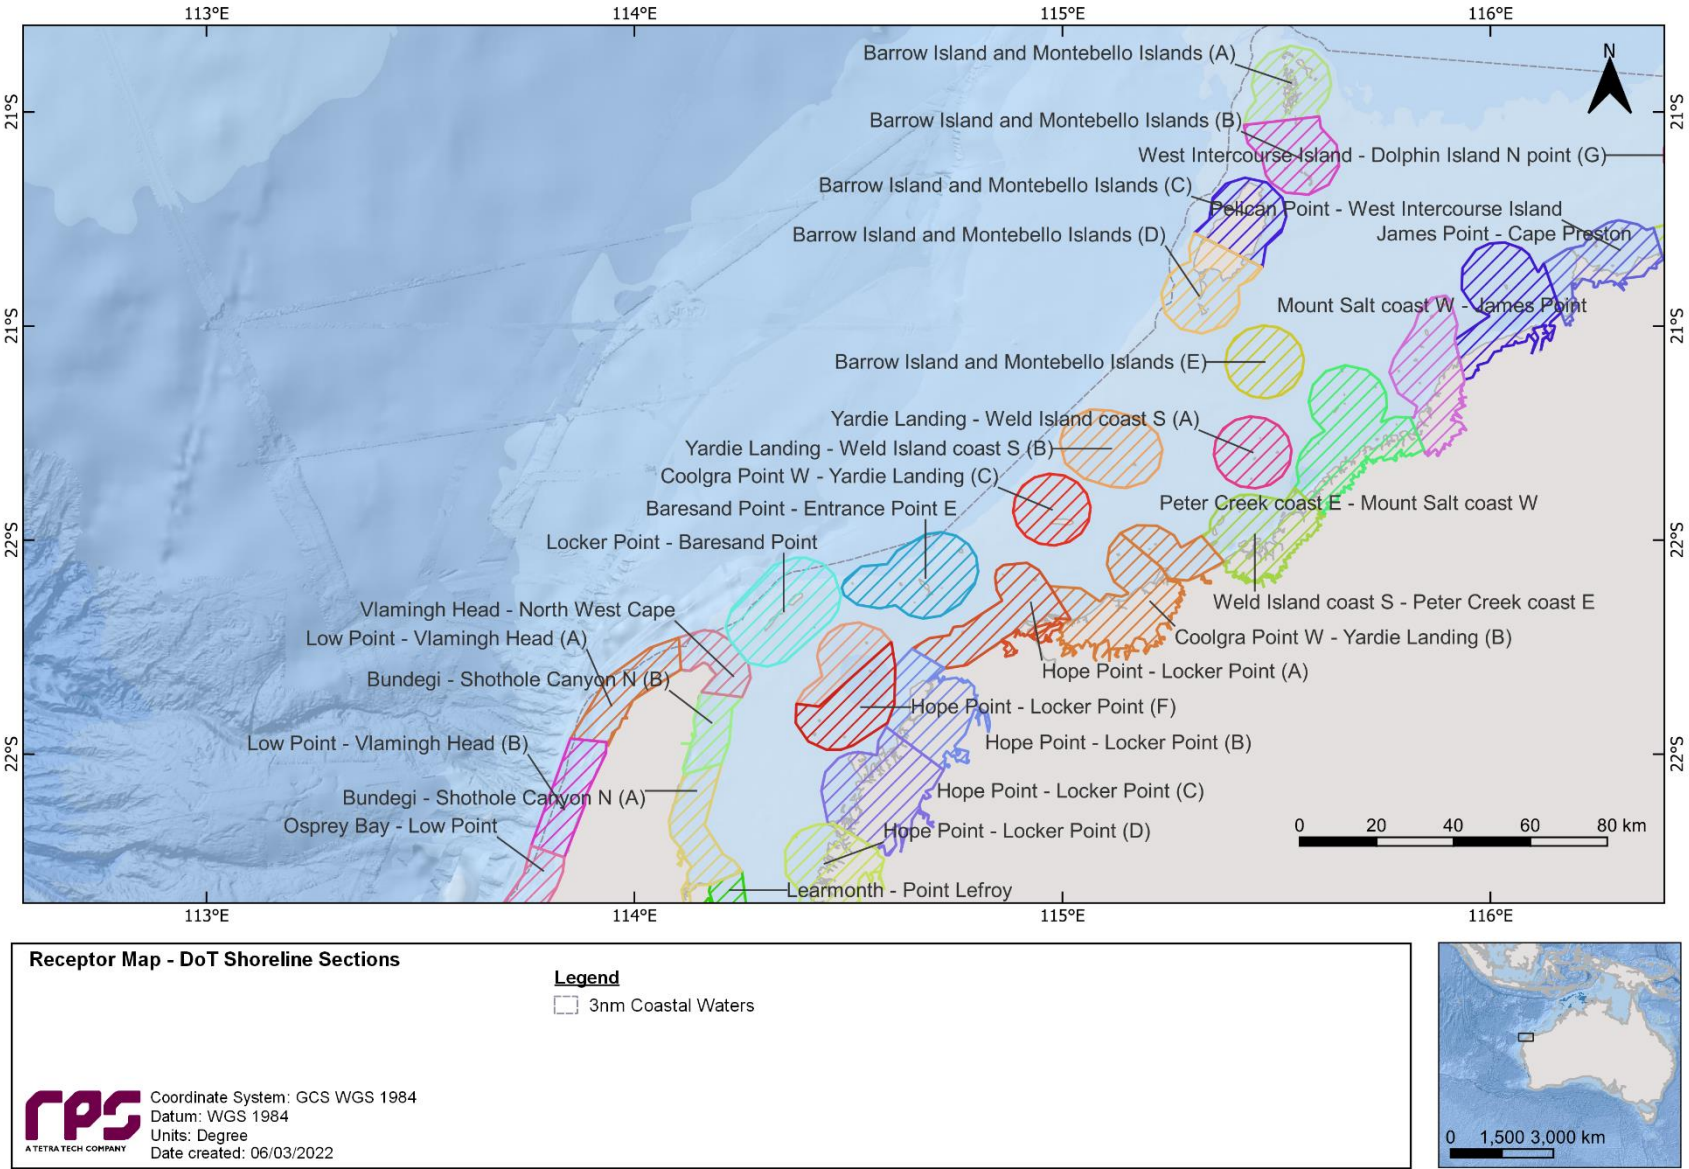 113°E 114°E 115°E 116°E
Barrow Island and Montebello Islands (A)
N
21°S 21°S
Barrow Island and Montebello Islands (B)
West Intercourse Island - Dolphin Island N point (G)
Barrow Island and Montebello Islands (C)
Pelican Point - West Intercourse Island
Barrow Island and Montebello Islands (D)
James Point - Cape Preston
Mount Salt coast W - James Point
21°S 21°S
Barrow Island and Montebello Islands (E)
Yardie Landing - Weld Island coast S (A)
Yardie Landing - Weld Island coast S (B)
Coolgra Point W - Yardie Landing (C)
Peter Creek coast E - Mount Salt coast W
Baresand Point - Entrance Point E
22°S 22°S
Locker Point - Baresand Point
Weld Island coast S - Peter Creek coast E
Vlamingh Head - North West Cape
Low Point - Vlamingh Head (A)
Coolgra Point W - Yardie Landing (B)
Hope Point - Locker Point (A)
Bundegi - Shothole Canyon N (B)
Hope Point - Locker Point (F)
Low Point - Vlamingh Head (B)
Hope Point - Locker Point (B)
22°S 22°S
Bundegi - Shothole Canyon N (A)
Hope Point - Locker Point (C)
Osprey Bay - Low Point
Hope Point - Locker Point (D)
0 20 40 60 80 km
Learmonth - Point Lefroy
113°E 114°E 115°E 116°E
Receptor Map - DoT Shoreline Sections
Legend
3nm Coastal Waters
rps
A TETRA TECH COMPANY
Coordinate System: GCS WGS 1984
Datum: WGS 1984
Units: Degree
Date created: 06/03/2022
0 1,500 3,000 km